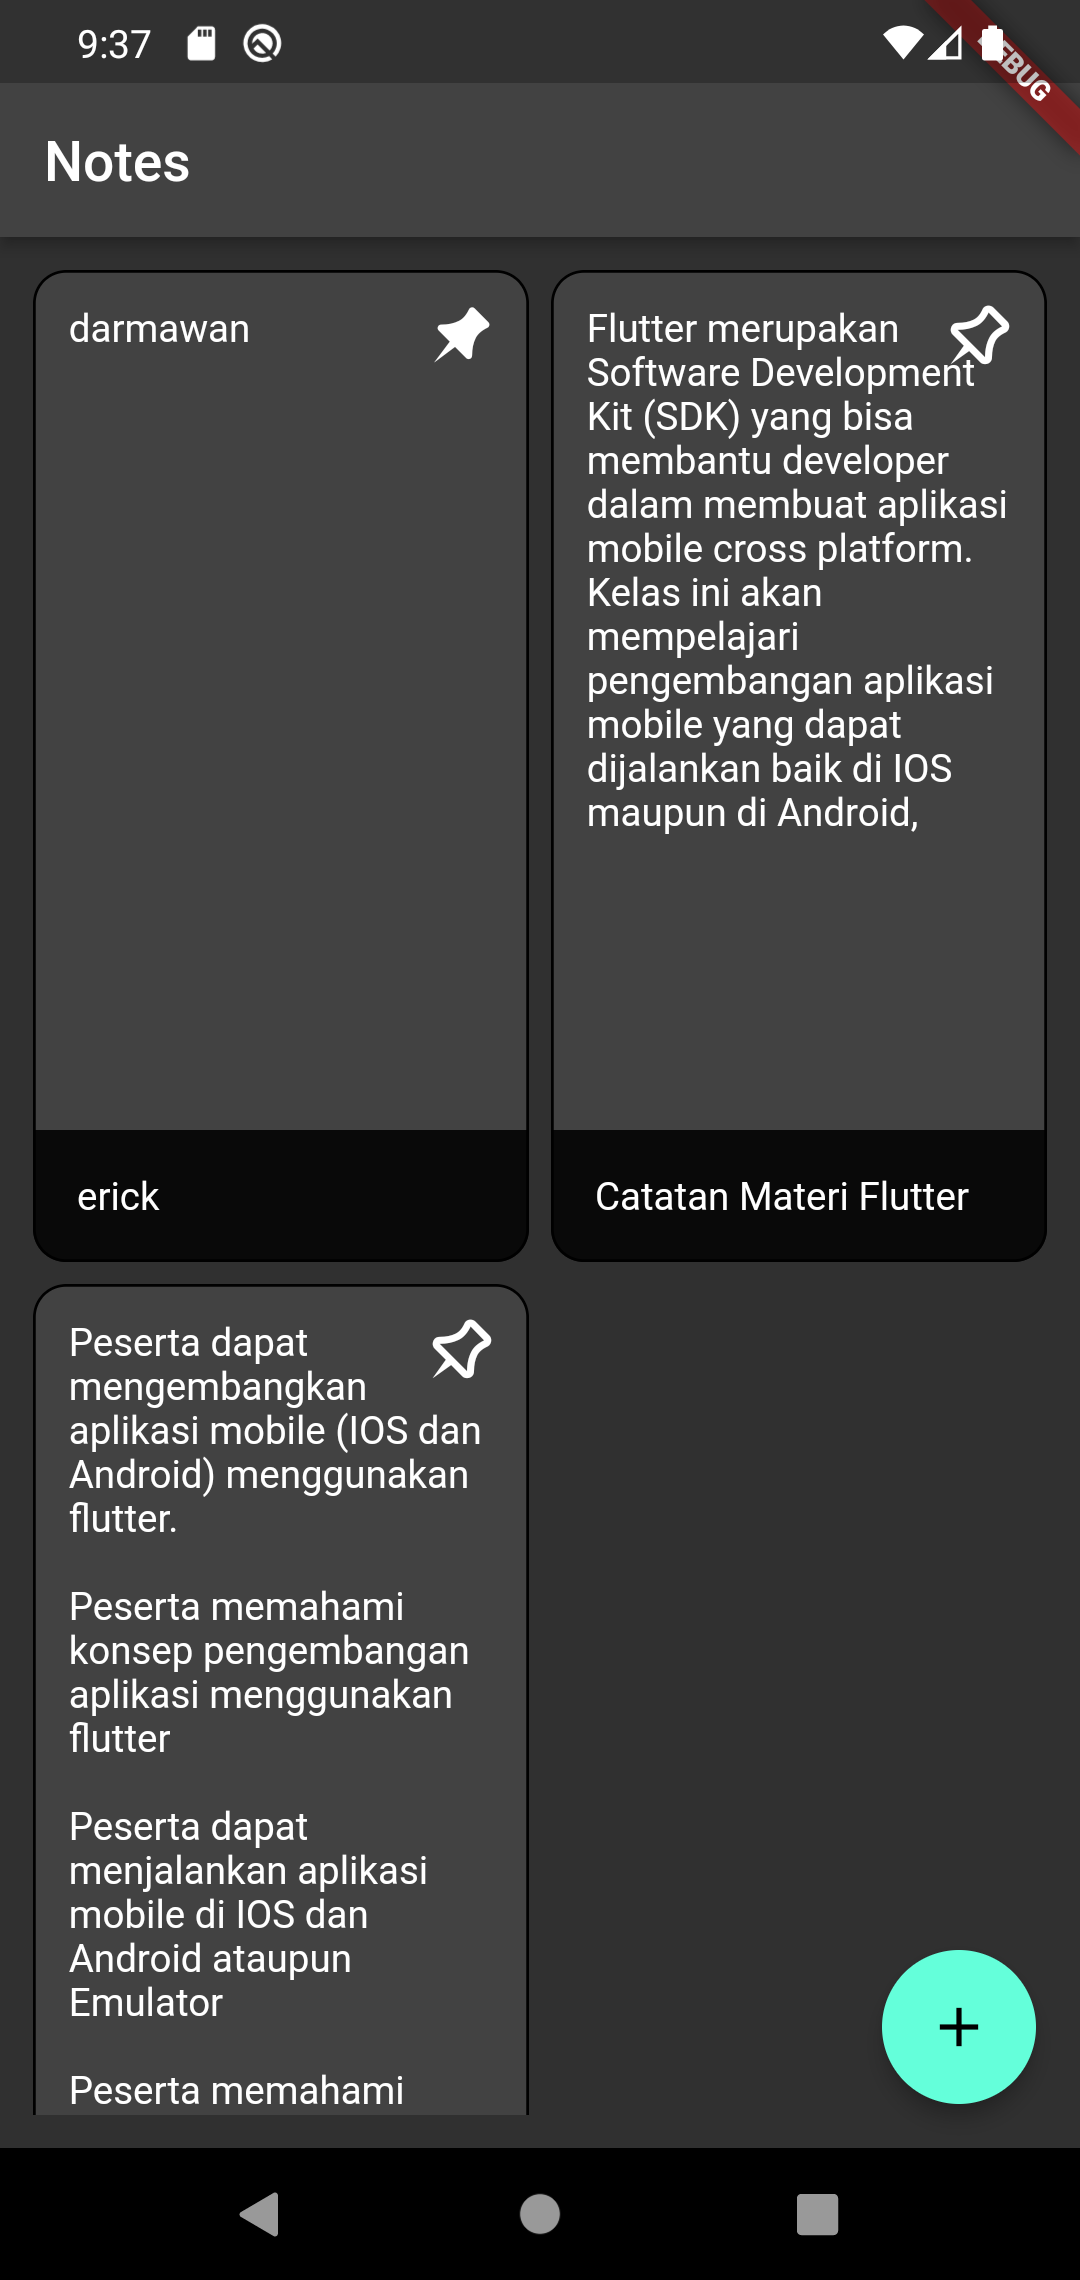 9:37
EBUG
Notes
darmawan
erick
Flutter merupakan
Software Development
Kit (SDK) yang bisa
membantu developer
dalam membuat aplikasi
mobile cross platform.
Kelas ini akan
mempelajari
pengembangan aplikasi
mobile yang dapat
dijalankan baik di IOS
maupun di Android,
Catatan Materi Flutter
Peserta dapat
mengembangkan
aplikasi mobile (IOS dan
Android) menggunakan
flutter.
Peserta memahami
konsep pengembangan
aplikasi menggunakan
flutter
Peserta dapat
menjalankan aplikasi
mobile di IOS dan
Android ataupun
Emulator
Peserta memahami